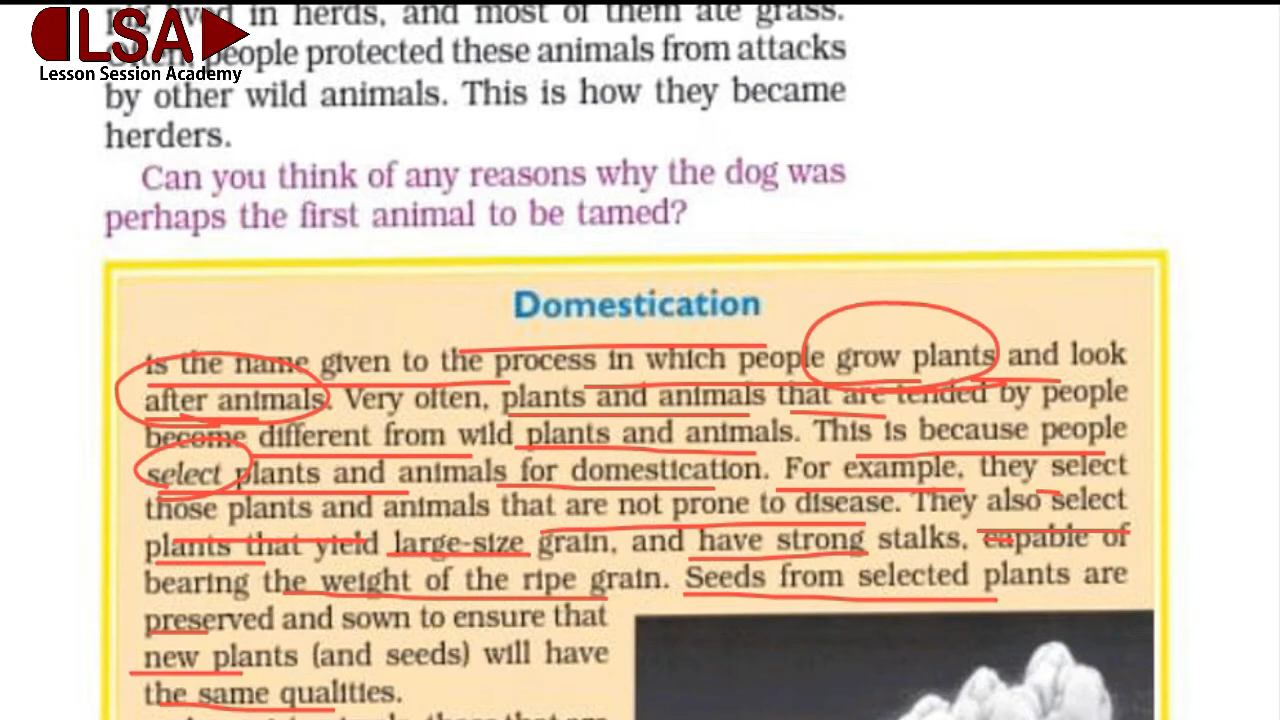 LSA
Lesson Session Academy
pig lived in herds, and most of them ate grass.
Often, people protected these animals from attacks
by other wild animals. This is how they became
herders.
Can you think of any reasons why the dog was
perhaps the first animal to be tamed?
Domestication
Is the name given to the process in which people grow plants and look
after animals. Very often, plants and animals that are tended by people
become different from wild plants and animals. This is because people
select plants and animals for domestication. For example, they select
those plants and animals that are not prone to disease. They also select
plants that yield large-size grain, and have strong stalks, capable of
bearing the weight of the ripe grain. Seeds from selected plants are
preserved and sown to ensure that
new plants (and seeds) will have
the same qualities.